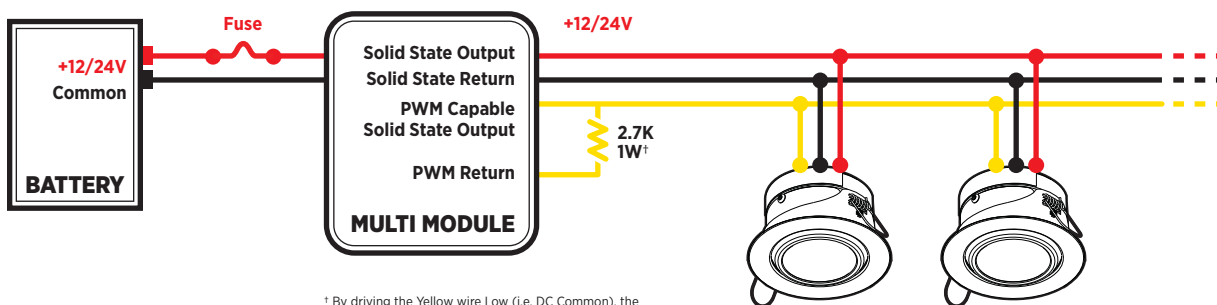 Fuse
+12/24V
+12/24V
Common
BATTERY
Solid State Output
Solid State Return
PWM Capable
Solid State Output
PWM Return
MULTI MODULE
2.7K
1W†
† By driving the Yellow wire Low (i.e. DC Common), the